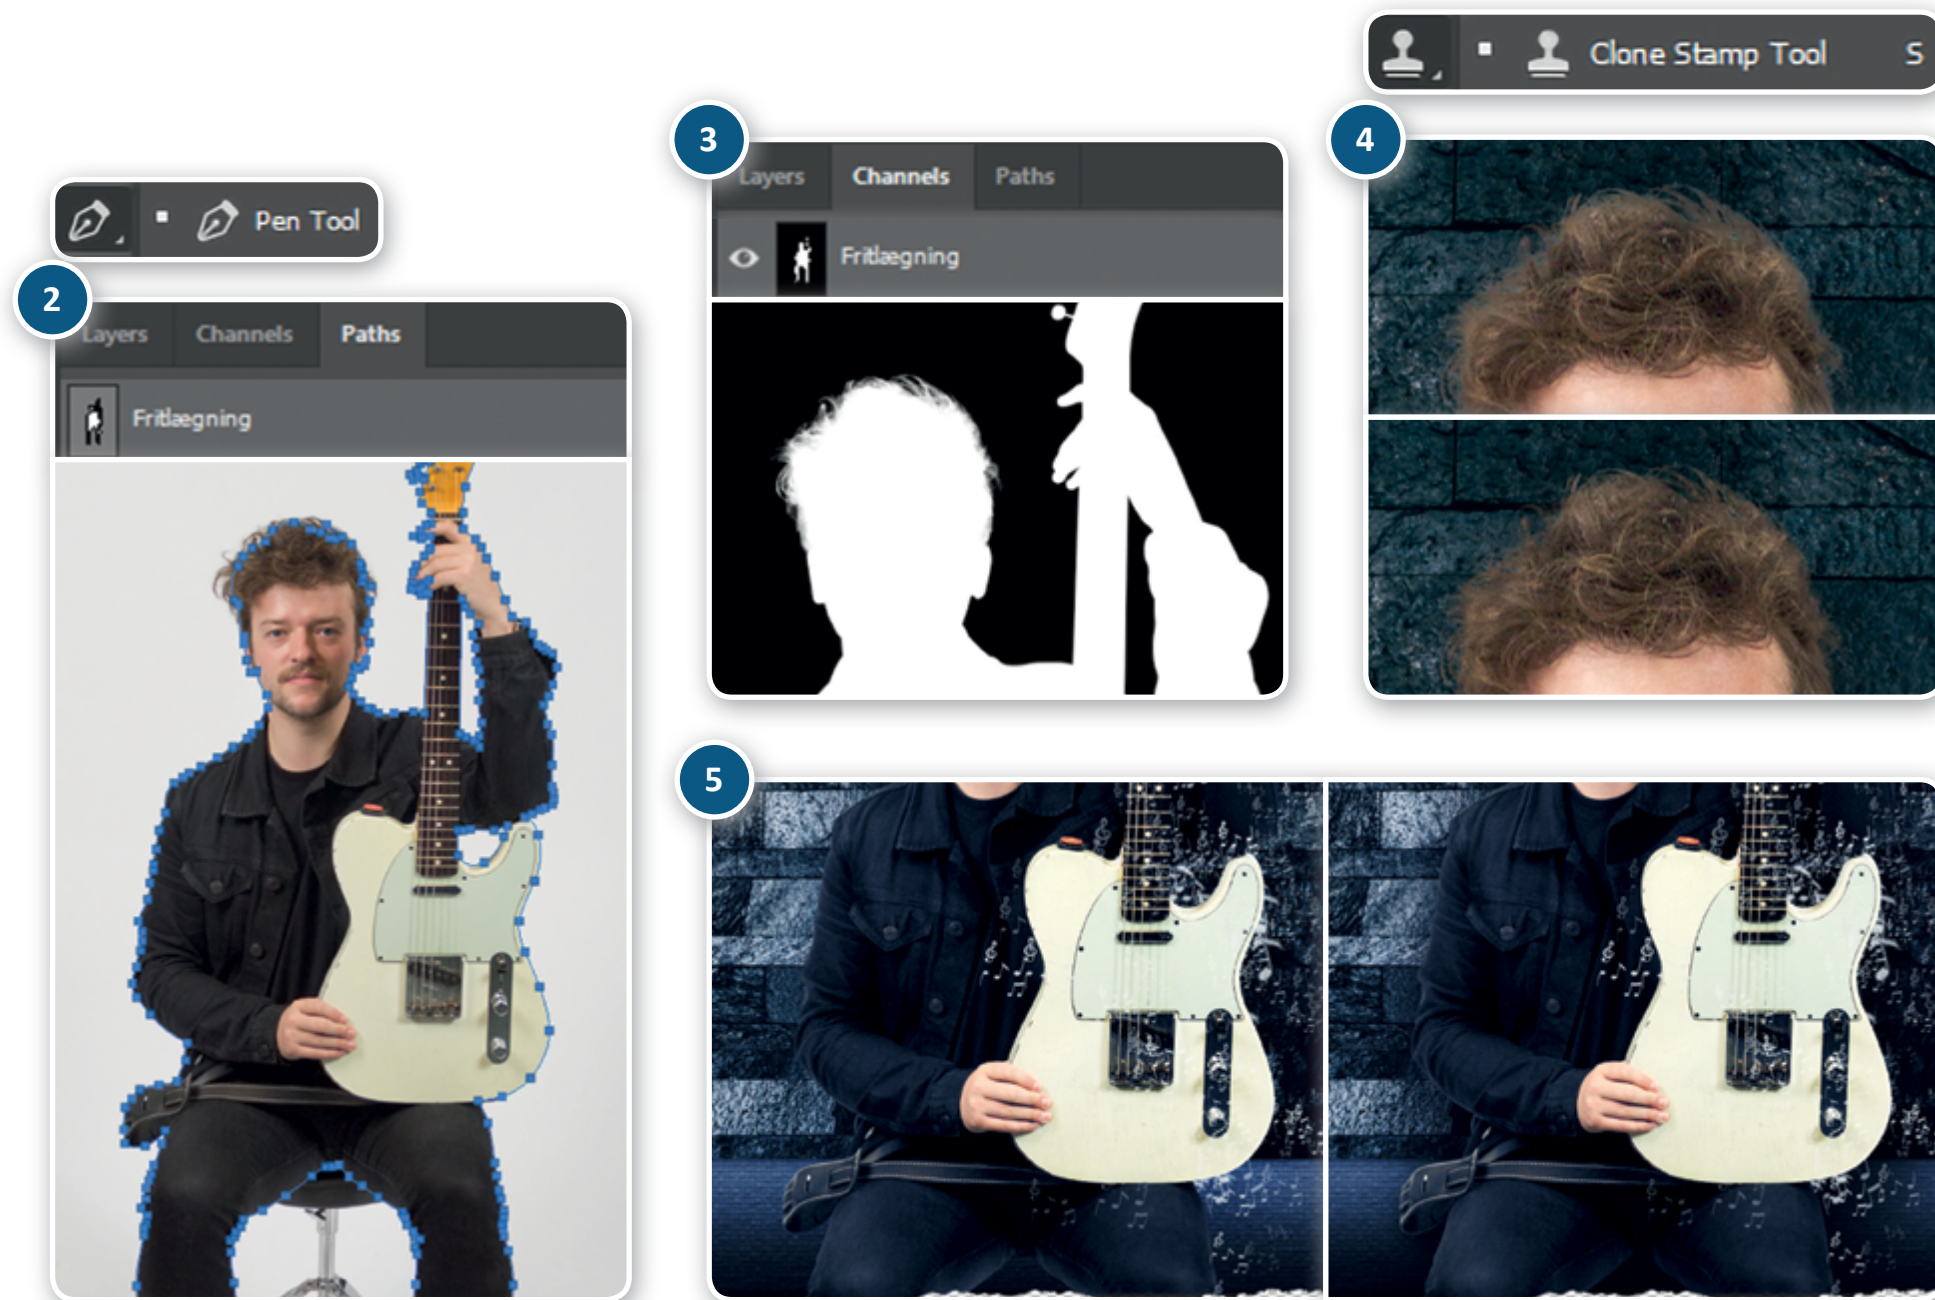 Pen Tool
2
Layers Channels Paths
Fritlægning
3
Layers Channels Paths
Fritlægning
Clone Stamp Tool S
4
5